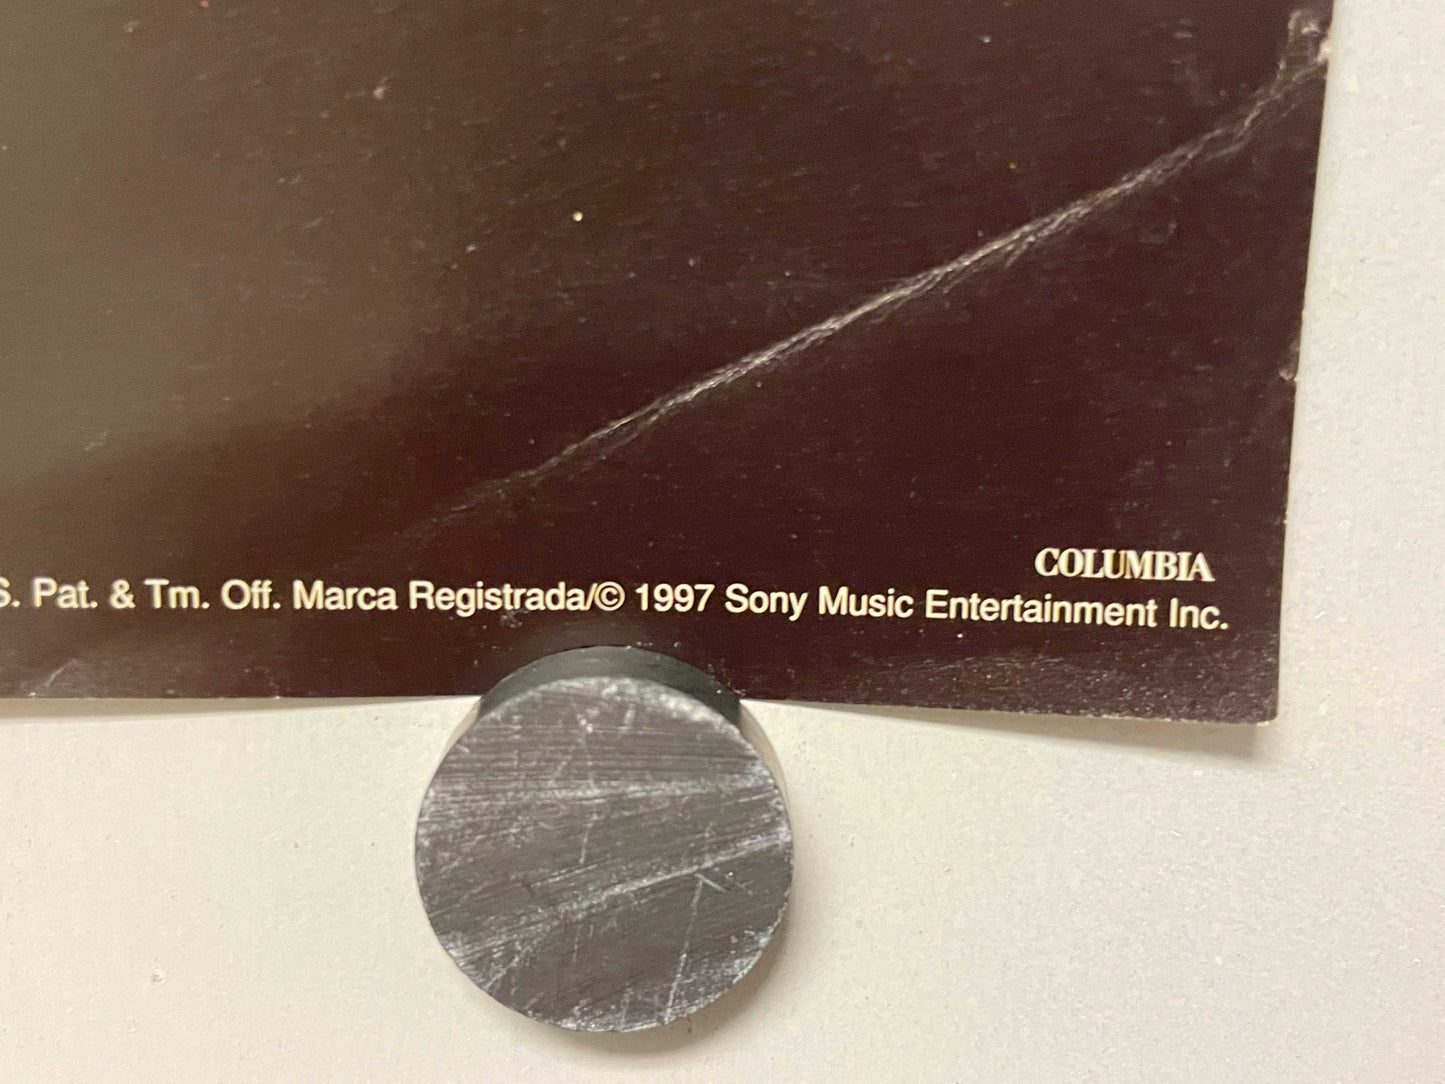 COLUMBIA
S. Pat. & Tm. Off. Marca Registrada/© 1997 Sony Music Entertainment Inc.